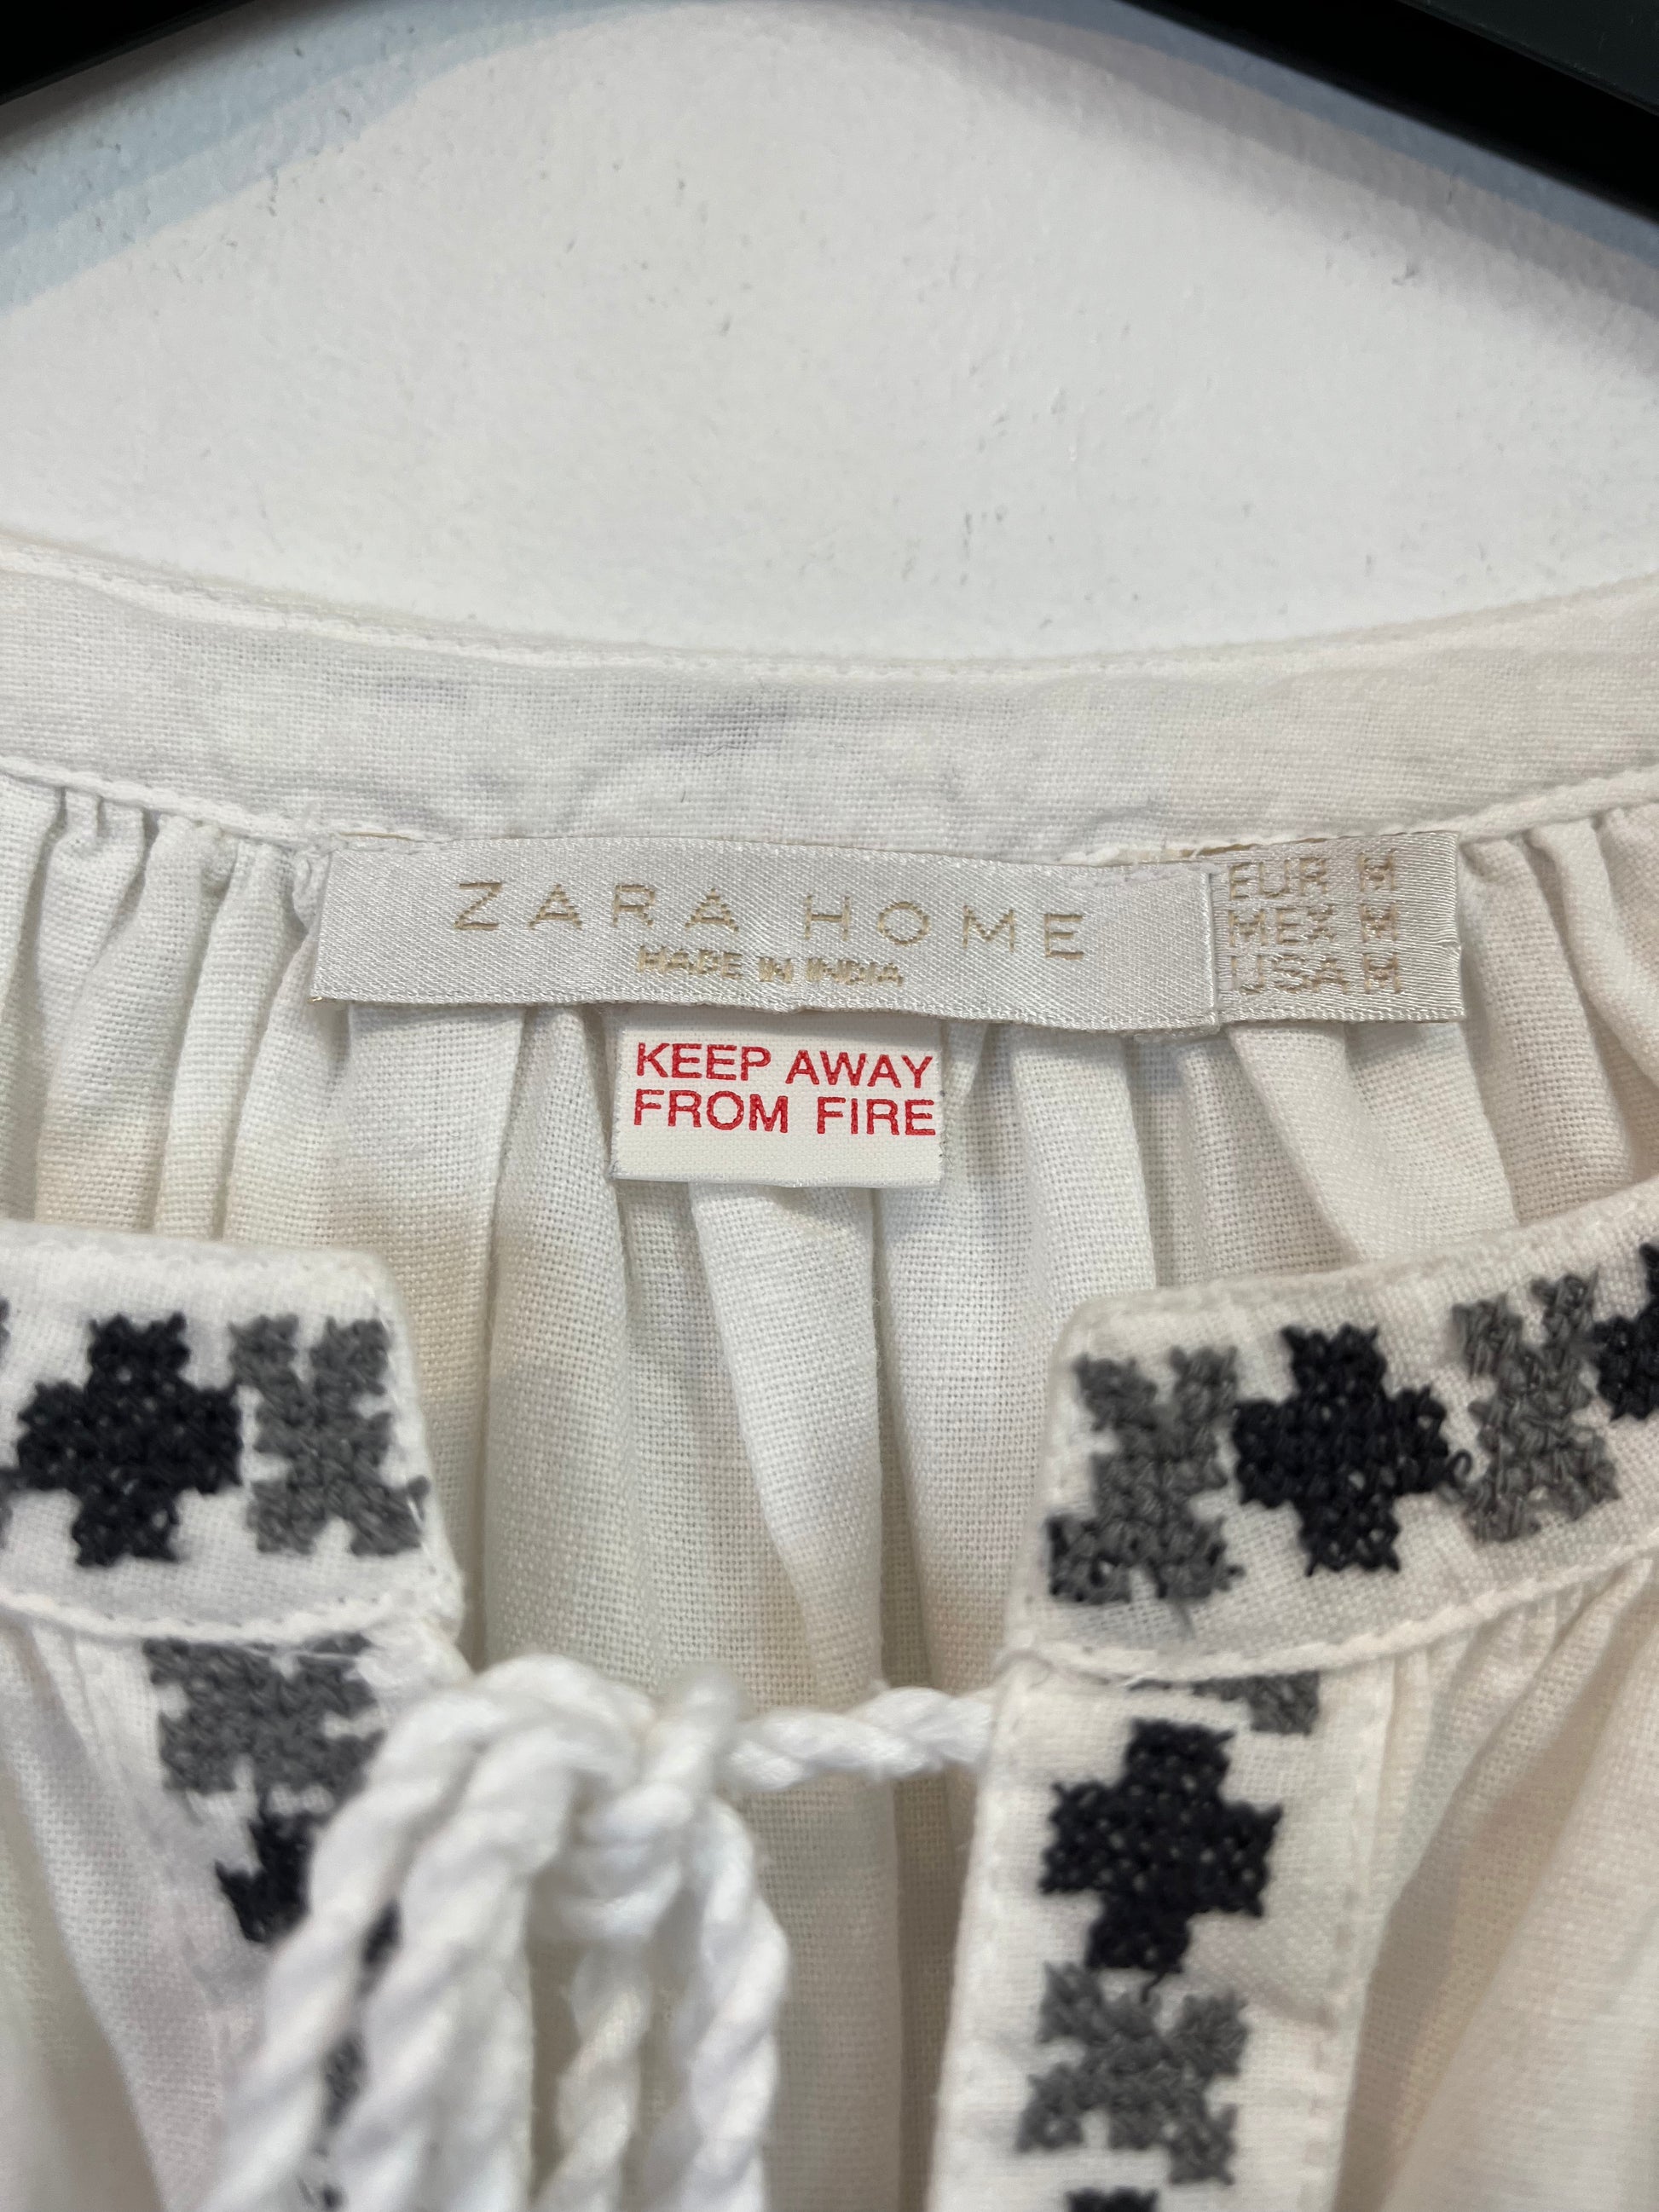 ZARA HOME
MADE IN INDIA
EUR M
MEX M
USA M
KEEP AWAY
FROM FIRE